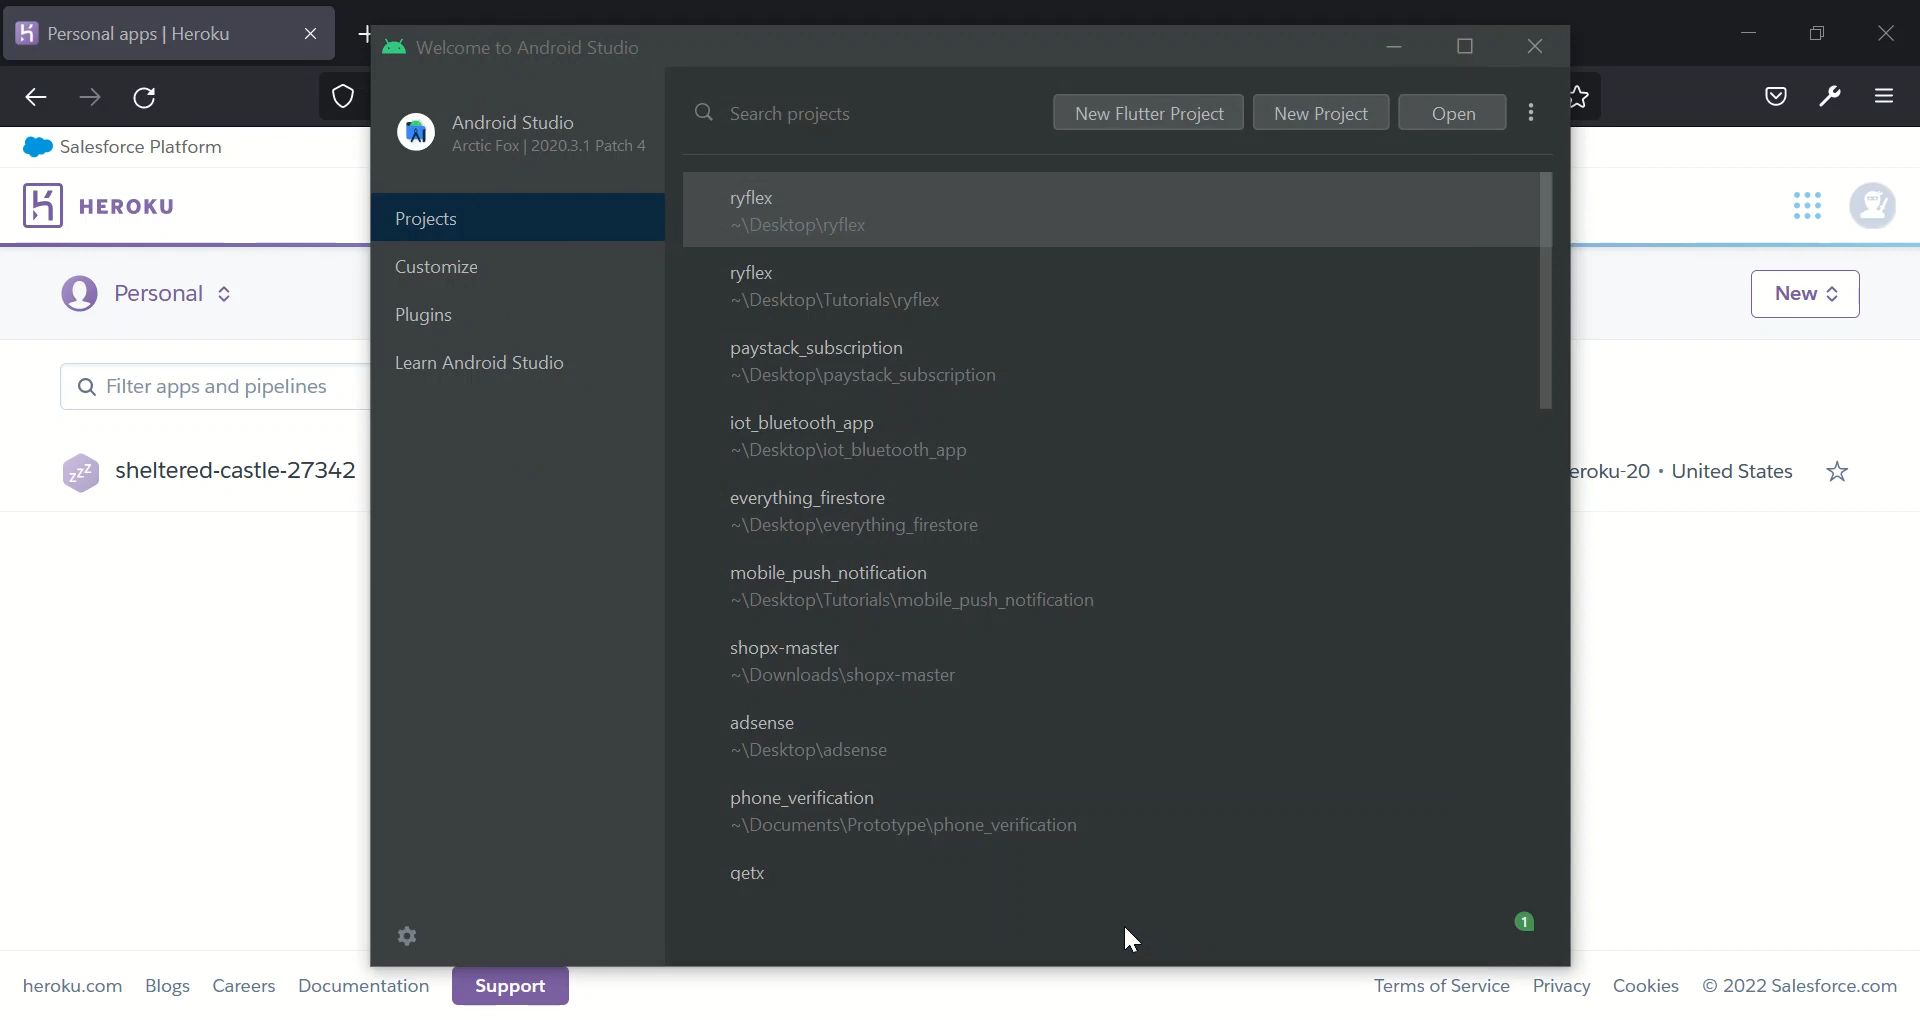 Personal apps | Heroku
Welcome to Android Studio
Android Studio
Arctic Fox | 2020.3.1 Patch 4
Search projects
New Flutter Project
New Project
Open
Salesforce Platform
HEROKU
Projects
Customize
Plugins
Learn Android Studio
Personal
New
Filter apps and pipelines
zzz
sheltered-castle-27342
eroku-20 • United States
ryflex
~\Desktop\ryflex
ryflex
~\Desktop\Tutorials\ryflex
paystack_subscription
~\Desktop\paystack_subscription
iot_bluetooth_app
~\Desktop\iot_bluetooth_app
everything_firestore
~\Desktop\everything_firestore
mobile_push_notification
~\Desktop\Tutorials\mobile_push_notification
shopx-master
~\Downloads\shopx-master
adsense
~\Desktop\adsense
phone_verification
~\Documents\Prototype\phone_verification
getx
1
heroku.com Blogs Careers Documentation Support
Terms of Service Privacy Cookies © 2022 Salesforce.com